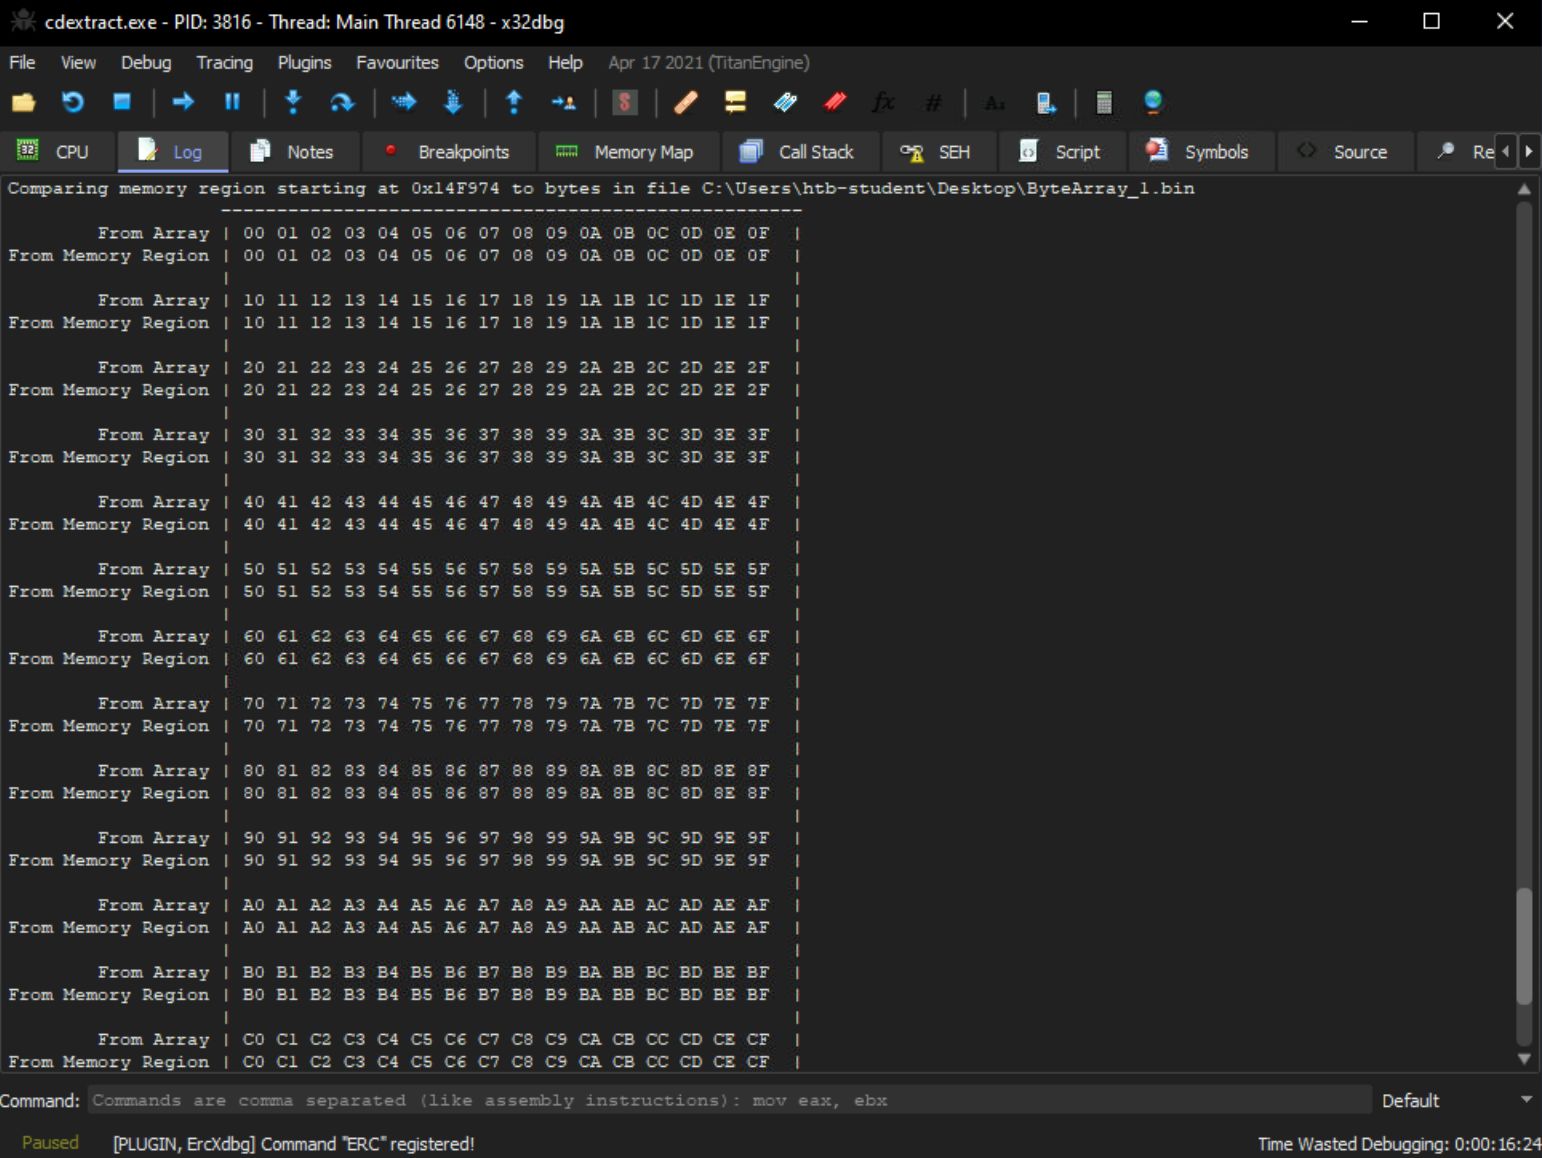 cdextract.exe - PID: 3816 - Thread: Main Thread 6148 - x32dbg
File View Debug Tracing Plugins Favourites Options Help Apr 17 2021 (TitanEngine)
CPU Log Notes Breakpoints Memory Map Call Stack SEH Script Symbols Source Re
Comparing memory region starting at 0x14F974 to bytes in file C:\Users\htb-student\Desktop\ByteArray_1.bin
From Array | 00 01 02 03 04 05 06 07 08 09 0A 0B 0C 0D 0E 0F |
From Memory Region | 00 01 02 03 04 05 06 07 08 09 0A 0B 0C 0D 0E 0F |
From Array | 10 11 12 13 14 15 16 17 18 19 1A 1B 1C 1D 1E 1F |
From Memory Region | 10 11 12 13 14 15 16 17 18 19 1A 1B 1C 1D 1E 1F |
From Array | 20 21 22 23 24 25 26 27 28 29 2A 2B 2C 2D 2E 2F |
From Memory Region | 20 21 22 23 24 25 26 27 28 29 2A 2B 2C 2D 2E 2F |
From Array | 30 31 32 33 34 35 36 37 38 39 3A 3B 3C 3D 3E 3F |
From Memory Region | 30 31 32 33 34 35 36 37 38 39 3A 3B 3C 3D 3E 3F |
From Array | 40 41 42 43 44 45 46 47 48 49 4A 4B 4C 4D 4E 4F |
From Memory Region | 40 41 42 43 44 45 46 47 48 49 4A 4B 4C 4D 4E 4F |
From Array | 50 51 52 53 54 55 56 57 58 59 5A 5B 5C 5D 5E 5F |
From Memory Region | 50 51 52 53 54 55 56 57 58 59 5A 5B 5C 5D 5E 5F |
From Array | 60 61 62 63 64 65 66 67 68 69 6A 6B 6C 6D 6E 6F |
From Memory Region | 60 61 62 63 64 65 66 67 68 69 6A 6B 6C 6D 6E 6F |
From Array | 70 71 72 73 74 75 76 77 78 79 7A 7B 7C 7D 7E 7F |
From Memory Region | 70 71 72 73 74 75 76 77 78 79 7A 7B 7C 7D 7E 7F |
From Array | 80 81 82 83 84 85 86 87 88 89 8A 8B 8C 8D 8E 8F |
From Memory Region | 80 81 82 83 84 85 86 87 88 89 8A 8B 8C 8D 8E 8F |
From Array | 90 91 92 93 94 95 96 97 98 99 9A 9B 9C 9D 9E 9F |
From Memory Region | 90 91 92 93 94 95 96 97 98 99 9A 9B 9C 9D 9E 9F |
From Array | A0 A1 A2 A3 A4 A5 A6 A7 A8 A9 AA AB AC AD AE AF |
From Memory Region | A0 A1 A2 A3 A4 A5 A6 A7 A8 A9 AA AB AC AD AE AF |
From Array | B0 B1 B2 B3 B4 B5 B6 B7 B8 B9 BA BB BC BD BE BF |
From Memory Region | B0 B1 B2 B3 B4 B5 B6 B7 B8 B9 BA BB BC BD BE BF |
From Array | C0 C1 C2 C3 C4 C5 C6 C7 C8 C9 CA CB CC CD CE CF |
From Memory Region | C0 C1 C2 C3 C4 C5 C6 C7 C8 C9 CA CB CC CD CE CF |
Command: Commands are comma separated (like assembly instructions): mov eax, ebx Default
Paused [PLUGIN, ErcXdbg] Command "ERC" registered! Time Wasted Debugging: 0:00:16:24